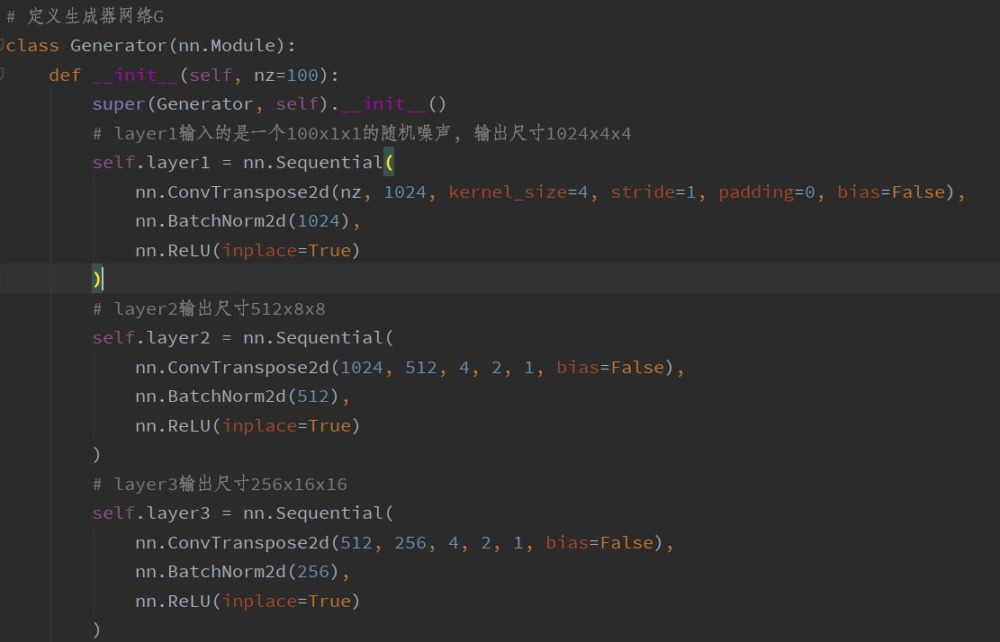 # 定义生成器网络G
class Generator(nn.Module):
    def __init__(self, nz=100):
        super(Generator, self).__init__()
        # layer1输入的是一个100x1x1的随机噪声, 输出尺寸1024x4x4
        self.layer1 = nn.Sequential(
            nn.ConvTranspose2d(nz, 1024, kernel_size=4, stride=1, padding=0, bias=False),
            nn.BatchNorm2d(1024),
            nn.ReLU(inplace=True)
        )
        # layer2输出尺寸512x8x8
        self.layer2 = nn.Sequential(
            nn.ConvTranspose2d(1024, 512, 4, 2, 1, bias=False),
            nn.BatchNorm2d(512),
            nn.ReLU(inplace=True)
        )
        # layer3输出尺寸256x16x16
        self.layer3 = nn.Sequential(
            nn.ConvTranspose2d(512, 256, 4, 2, 1, bias=False),
            nn.BatchNorm2d(256),
            nn.ReLU(inplace=True)
        )